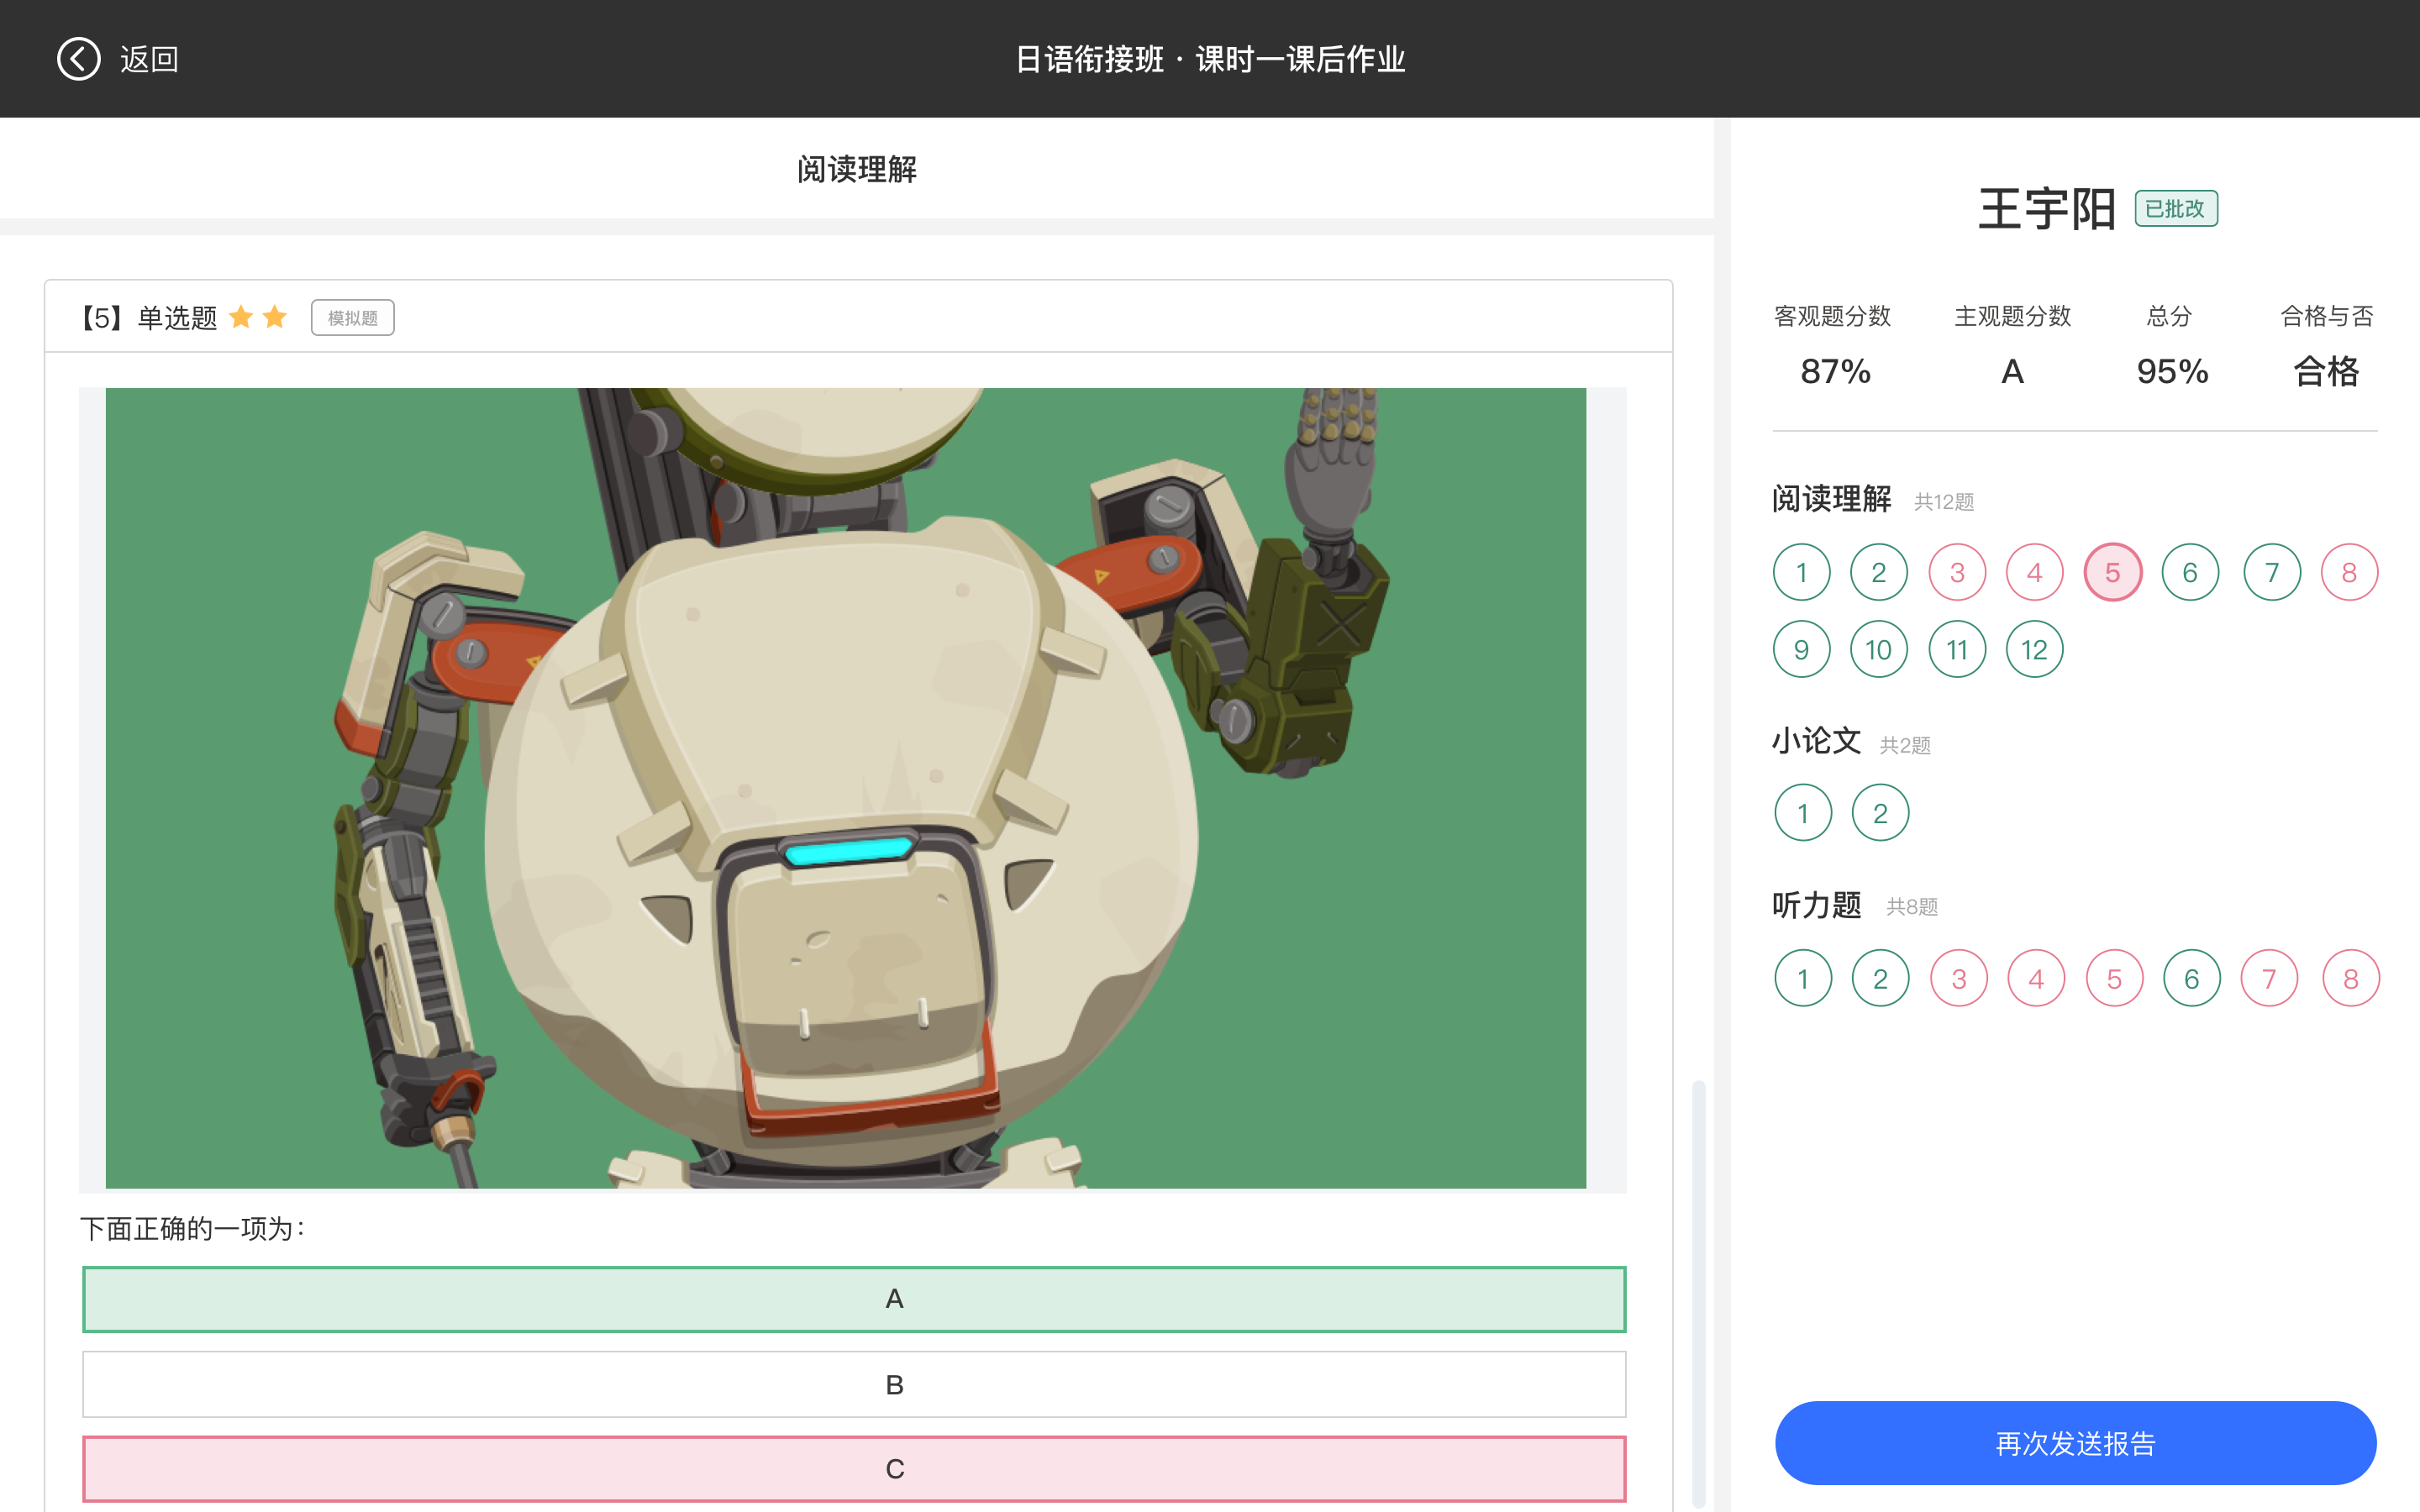 返回
日语衔接班 · 课时一课后作业
阅读理解
【5】单选题
模拟题
下面正确的一项为：
A
B
C
王宇阳 已批改
客观题分数 主观题分数 总分 合格与否
87% A 95% 合格
阅读理解 共12题
1 2 3 4 5 6 7 8
9 10 11 12
小论文 共2题
1 2
听力题 共8题
1 2 3 4 5 6 7 8
再次发送报告